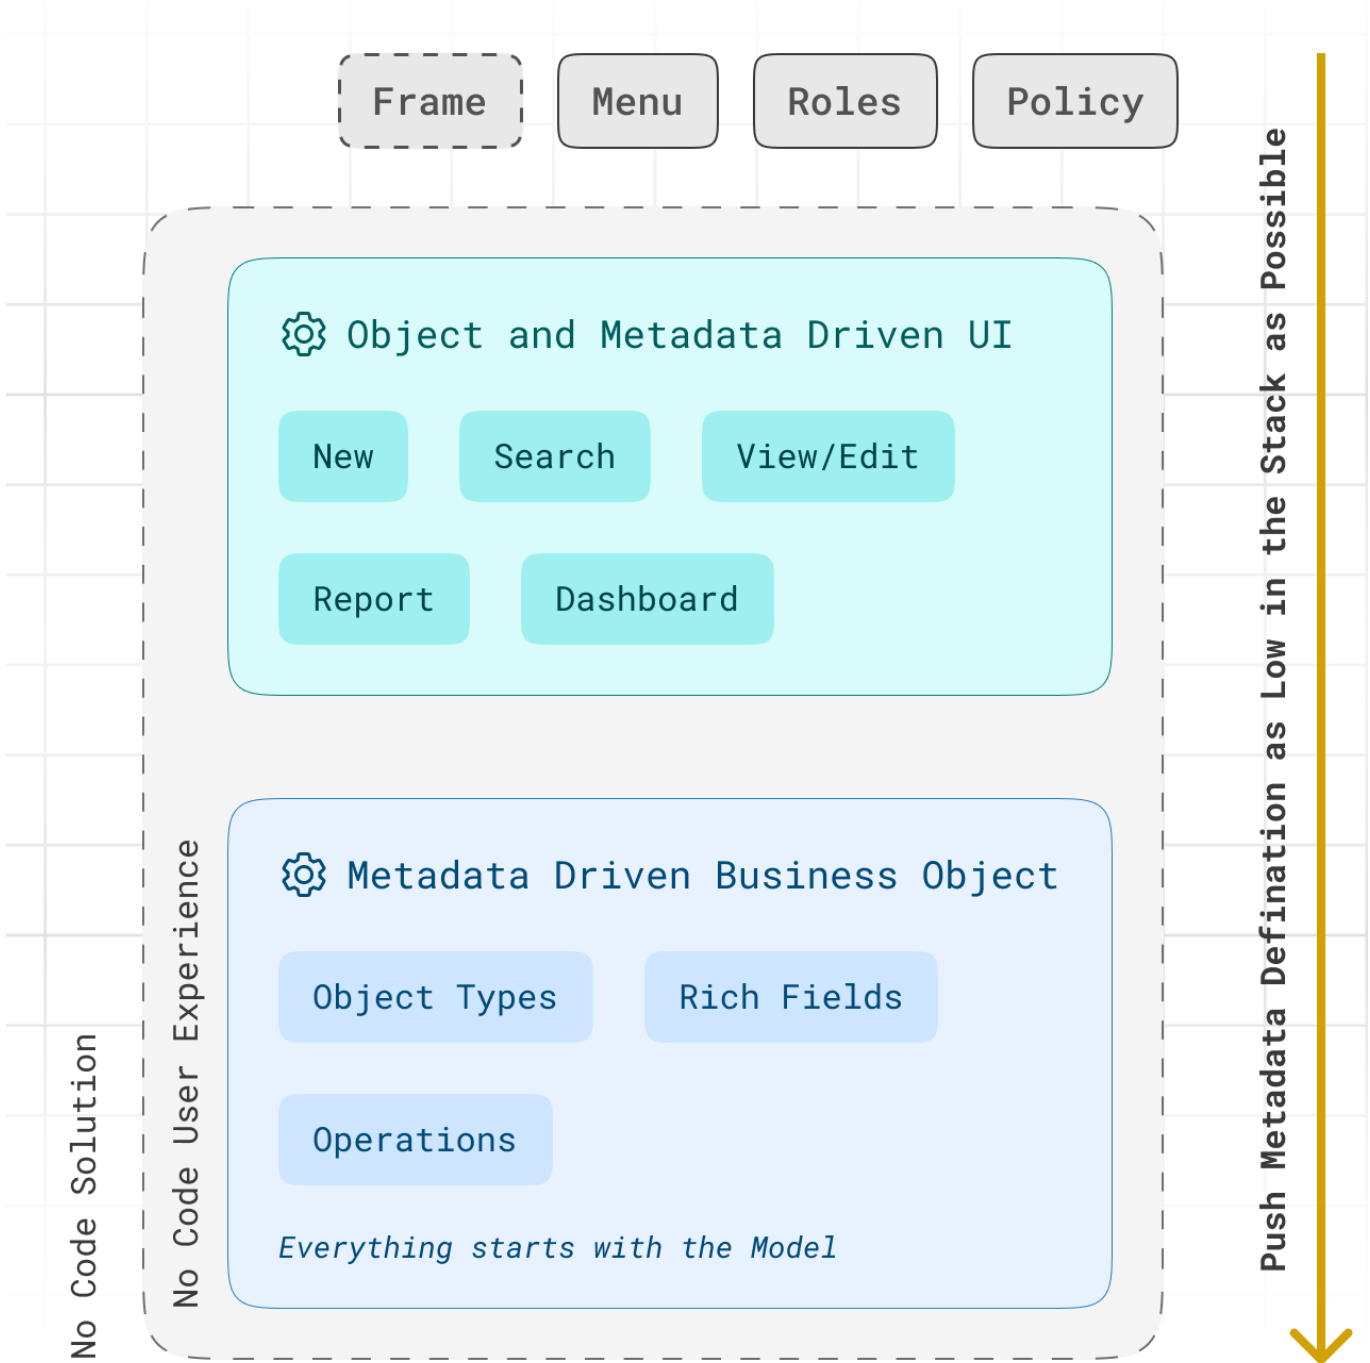 Frame
Menu
Roles
Policy
Object and Metadata Driven UI
New
Search
View/Edit
Report
Dashboard
Metadata Driven Business Object
Object Types
Rich Fields
Operations
Everything starts with the Model
No Code User Experience
No Code Solution
Push Metadata Defination as Low in the Stack as Possible